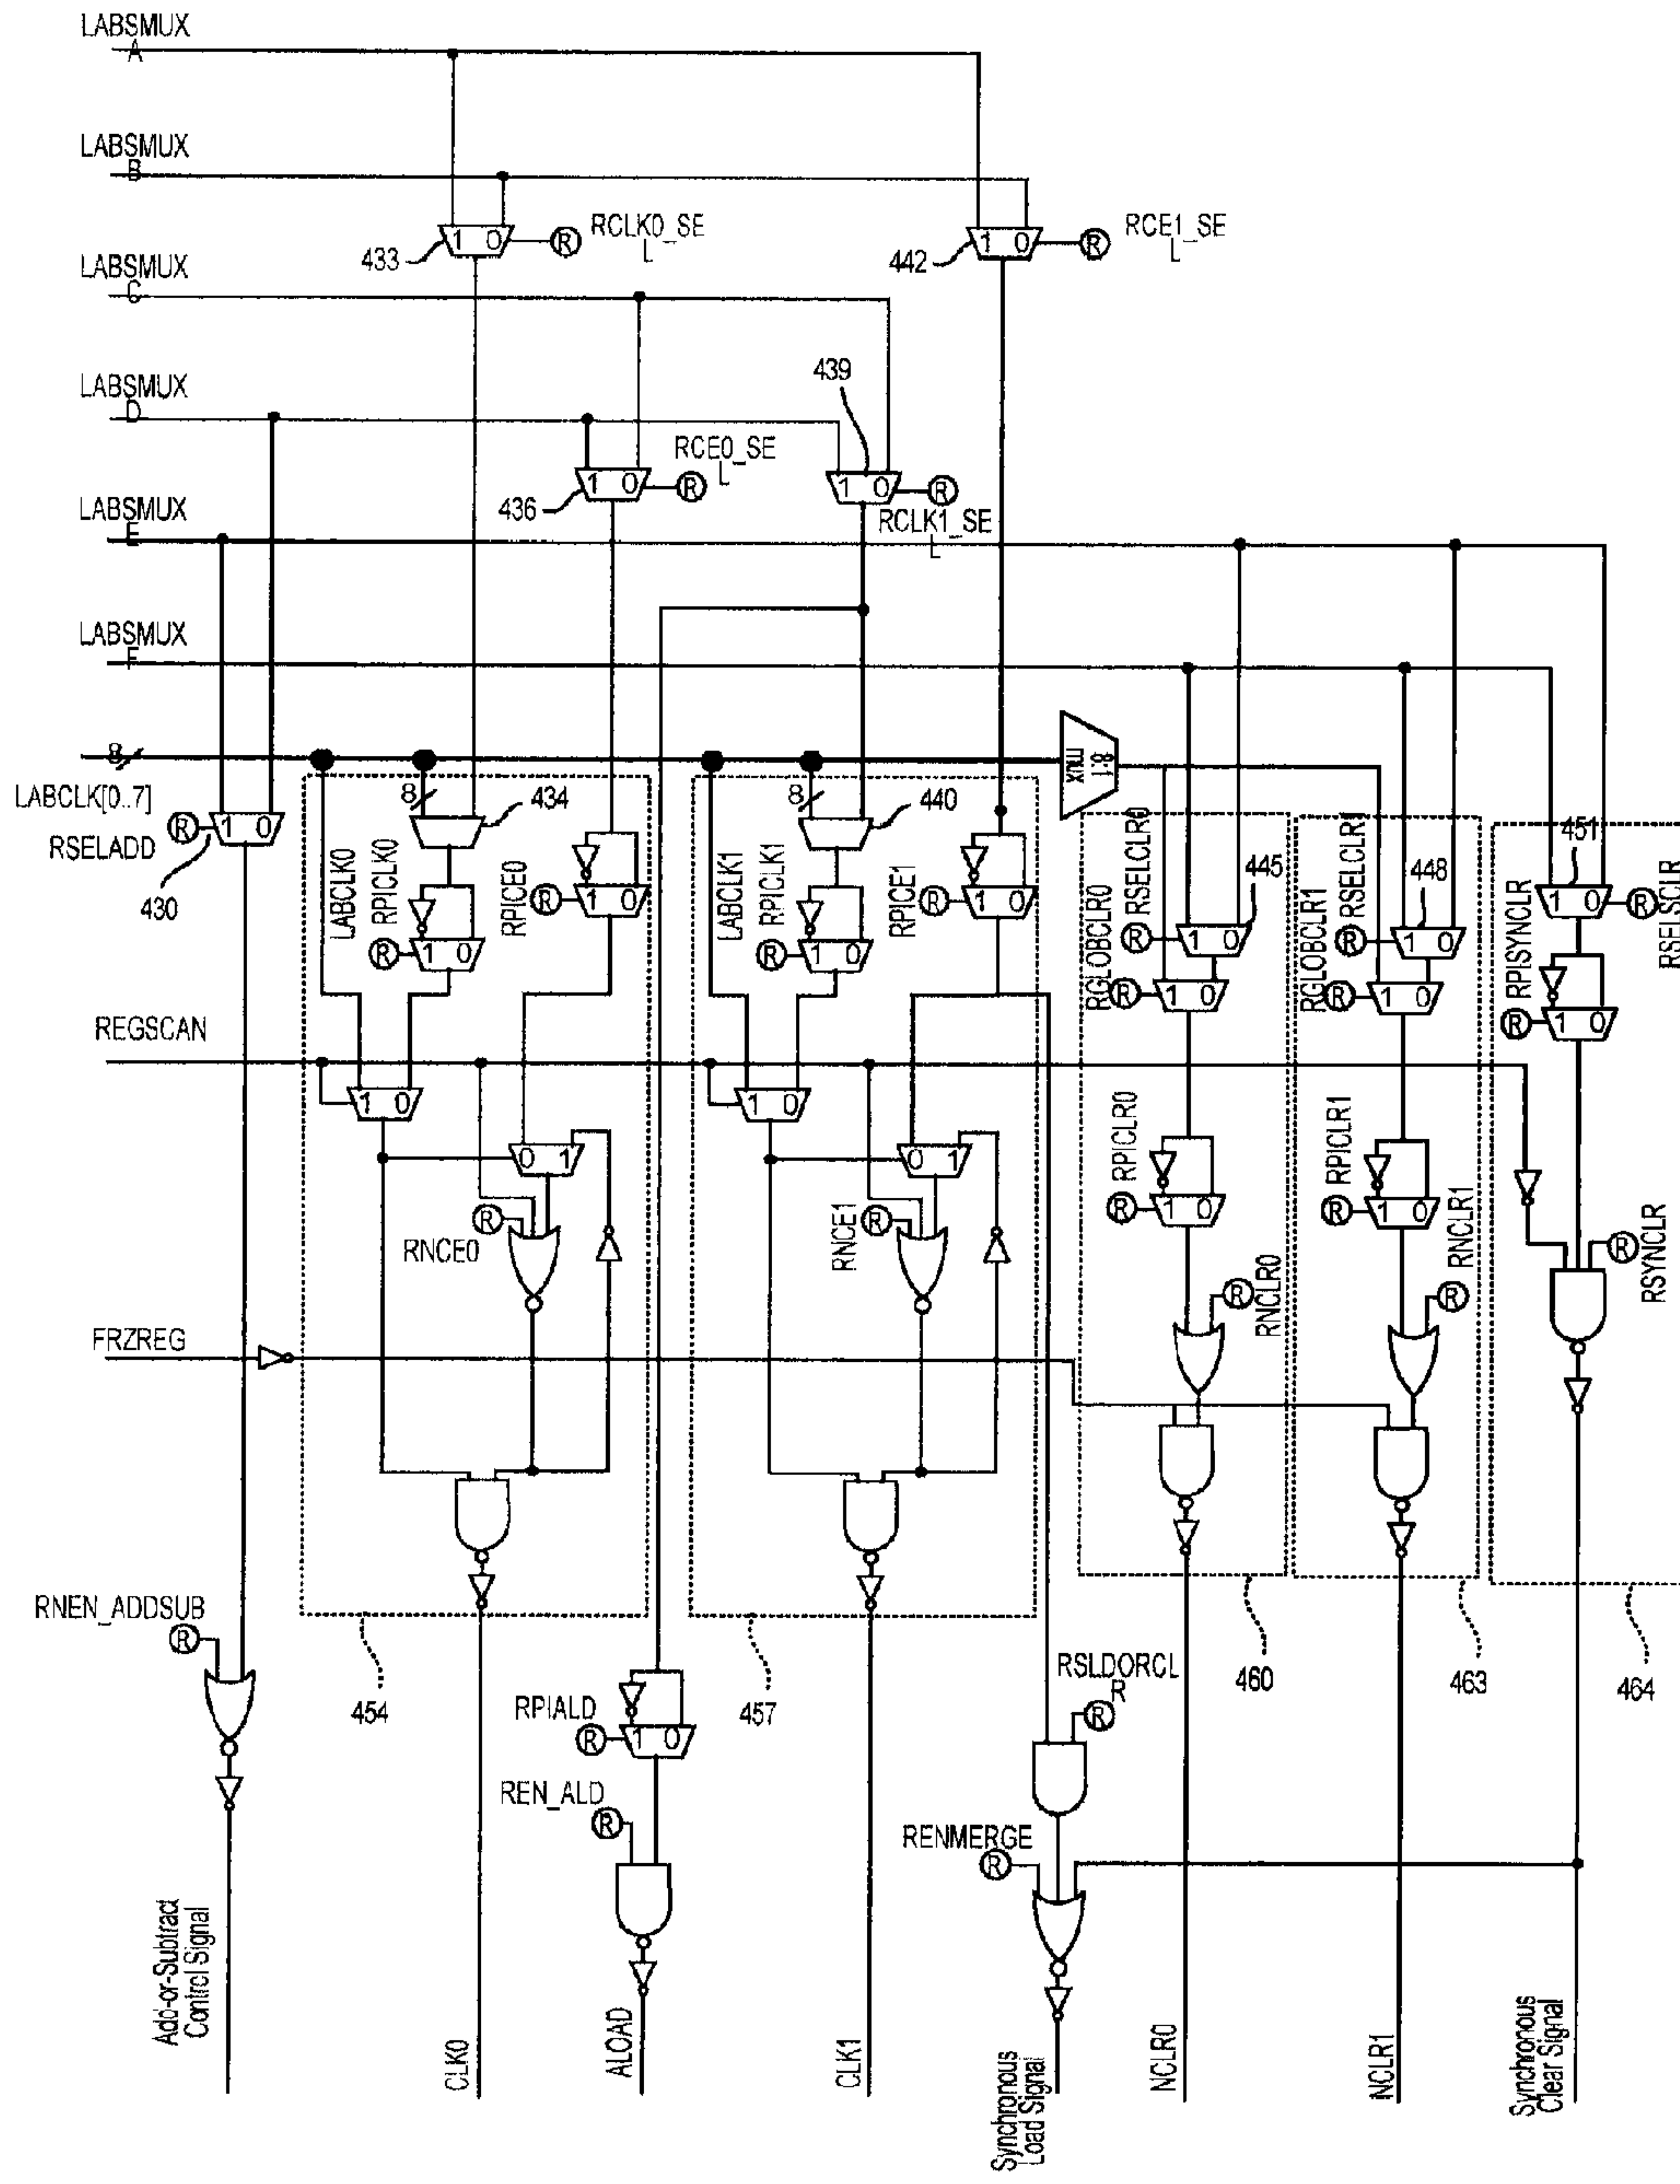 LABSMUX
A
LABSMUX
B
RCLK0_SE
L
433
RCE1_SE
L
442
LABSMUX
C
LABSMUX
D
439
RCE0_SE
L
436
RCLK1_SE
L
LABSMUX
E
LABSMUX
F
8
LABCLK[0..7]
8:1
mux
1 0
RSELADD
430
8
434
LABCLK0
RPICLK0
RPICE0
8
440
LABCLK1
RPICLK1
RPICE1
RGLOBCLR0
RSELCLR0
445
RGLOBCLR1
RSELCLR1
448
451
RPISYNCLR
RSELSCLR
REGSCAN
RNCE0
RNCE1
RPICLR0
RPICLR1
RNCLR0
RNCLR1
RSYNCLR
FRZREG
RNEN_ADDSUB
454
457
460
463
464
RPIALD
REN_ALD
RSLDORCL
R
RENMERGE
Add-or-Subtract
Control Signal
CLK0
ALOAD
CLK1
Synchronous
Load Signal
NCLR0
NCLR1
Synchronous
Clear Signal